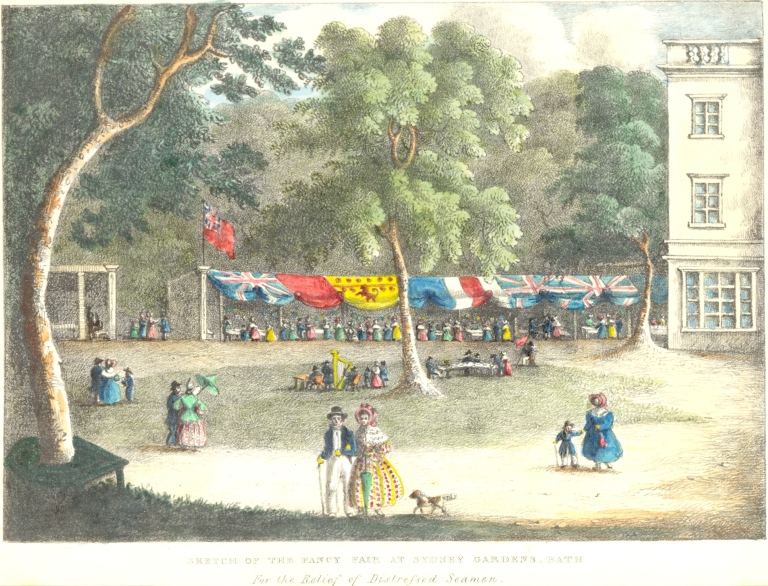 SKETCH OF THE FANCY FAIR AT SYDNEY GARDENS, BATH
For the Relief of Distreſsed Seamen.